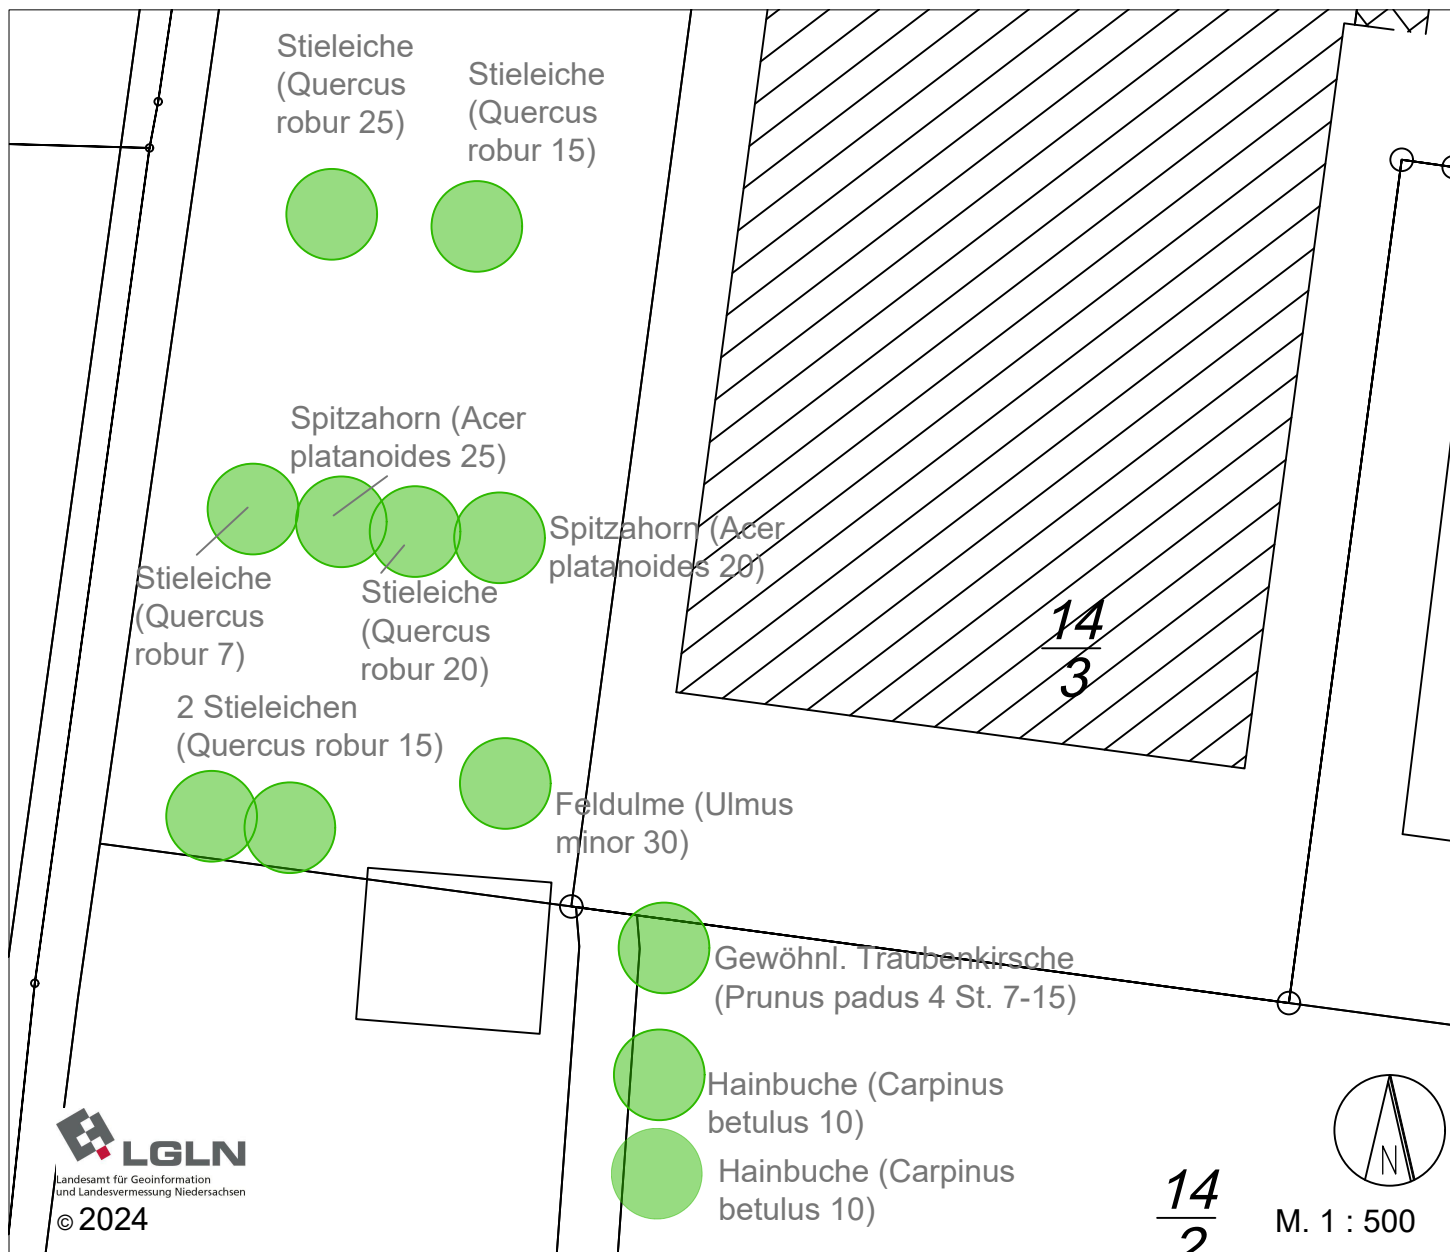 Stieleiche
(Quercus
robur 25)
Stieleiche
(Quercus
robur 15)
Spitzahorn (Acer
platanoides 25)
Spitzahorn (Acer
platanoides 20)
Stieleiche
(Quercus
robur 7)
Stieleiche
(Quercus
robur 20)
14
3
2 Stieleichen
(Quercus robur 15)
Feldulme (Ulmus
minor 30)
Gewöhnl. Traubenkirsche
(Prunus padus 4 St. 7-15)
Hainbuche (Carpinus
betulus 10)
Hainbuche (Carpinus
betulus 10)
LGLN
Landesamt für Geoinformation
und Landesvermessung Niedersachsen
© 2024
14
2
N
M. 1 : 500